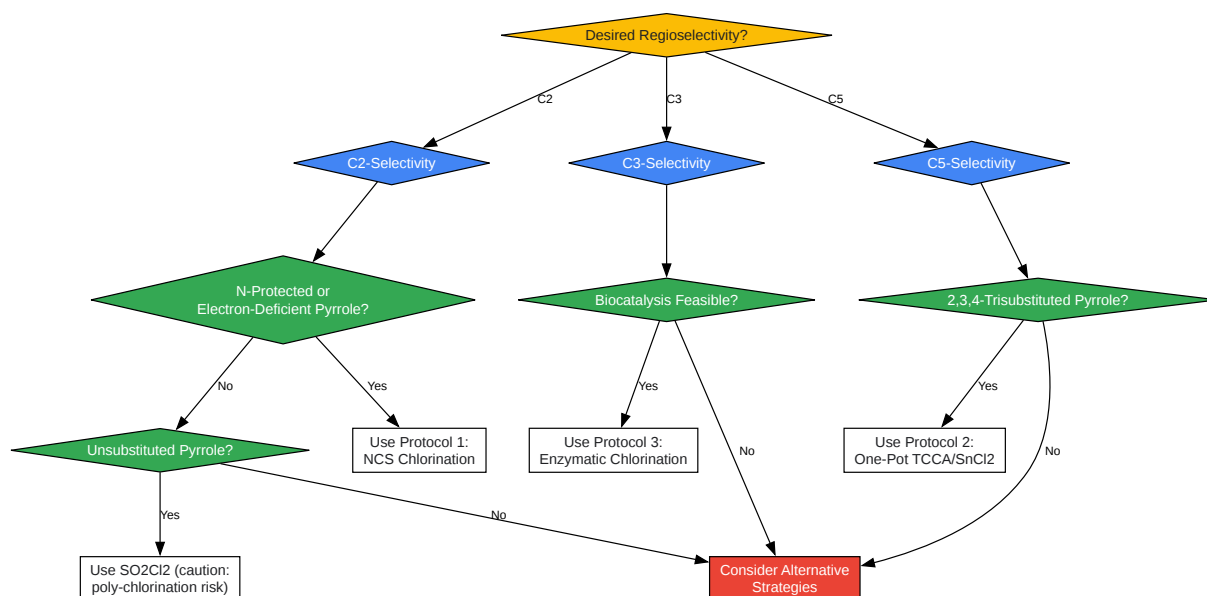 Desired Regioselectivity?
C2
C3
C5
C2-Selectivity
C3-Selectivity
C5-Selectivity
N-Protected or
Electron-Deficient Pyrrole?
Biocatalysis Feasible?
2,3,4-Trisubstituted Pyrrole?
No
Yes
Yes
Yes
Unsubstituted Pyrrole?
Use Protocol 1:
NCS Chlorination
Use Protocol 3:
Enzymatic Chlorination
No
Use Protocol 2:
One-Pot TCCA/SnCl2
No
Yes
No
Use SO2Cl2 (caution:
poly-chlorination risk)
Consider Alternative
Strategies